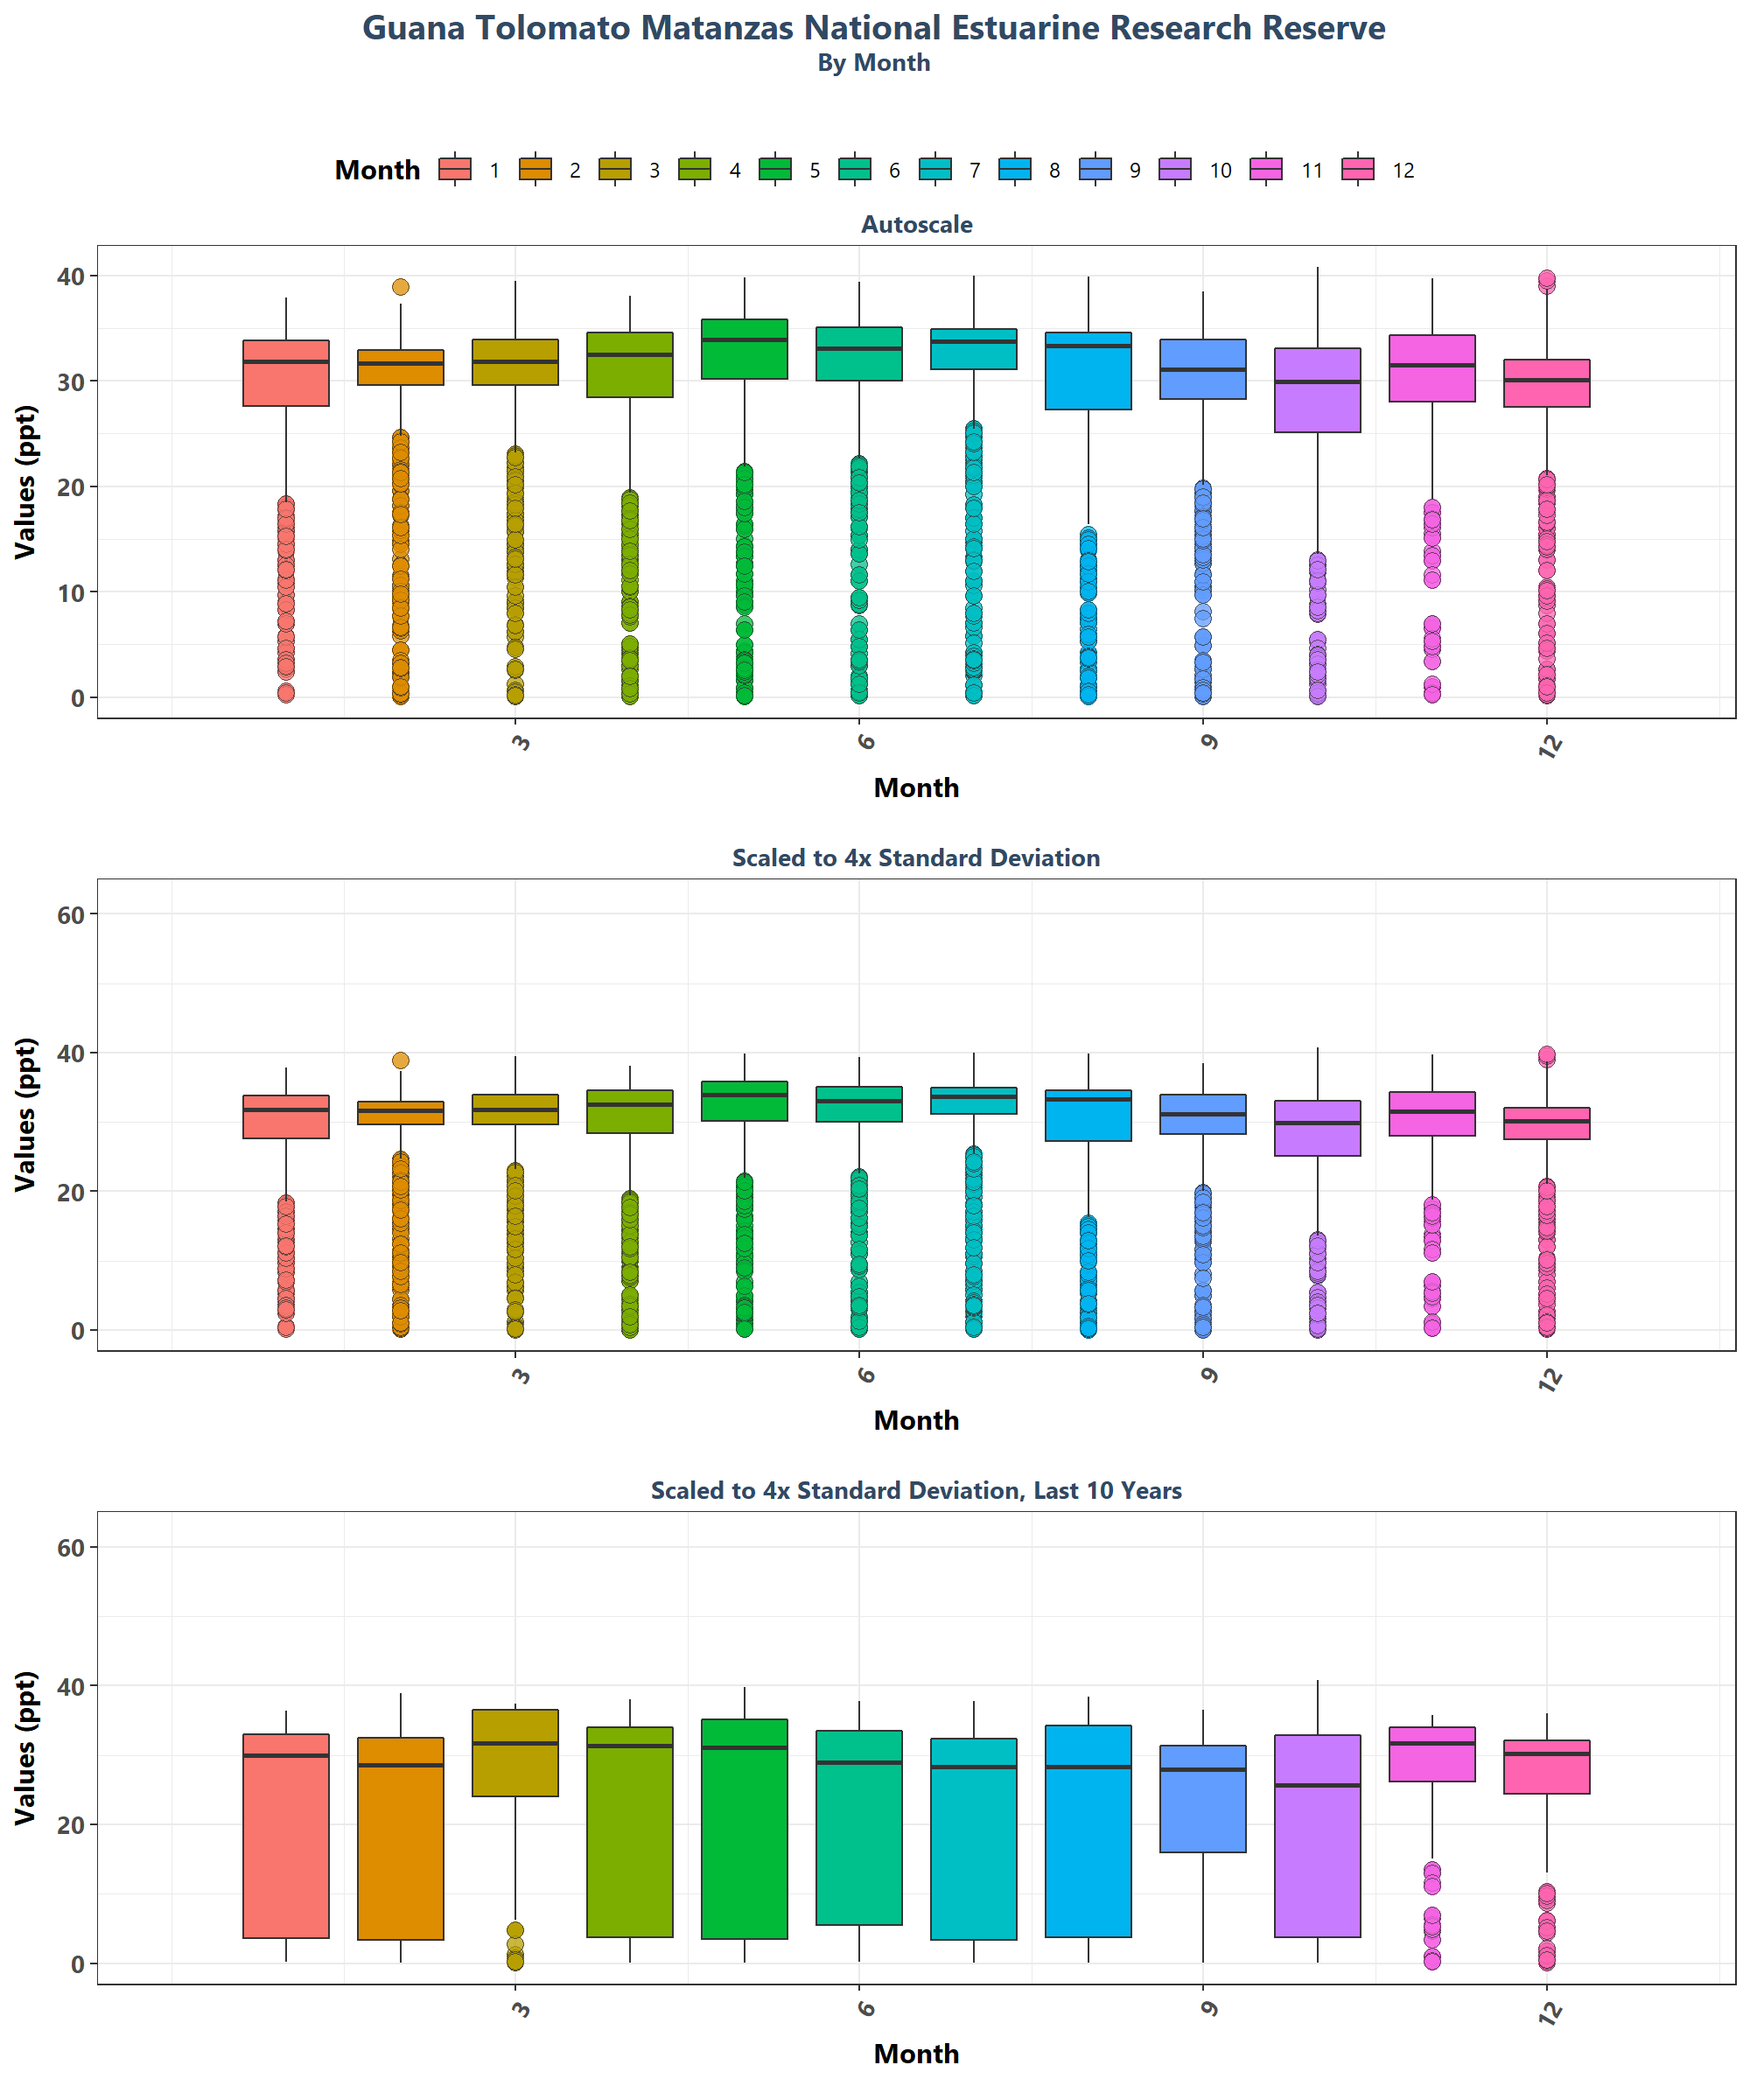 Guana Tolomato Matanzas National Estuarine Research Reserve
By Month
Month 1 2 3 4 5 6 7 8 9 10 11 12
Autoscale
Values (ppt)
40
30
20
10
0
3 6 9 12
Month
Scaled to 4x Standard Deviation
Values (ppt)
60
40
20
0
3 6 9 12
Month
Scaled to 4x Standard Deviation, Last 10 Years
Values (ppt)
60
40
20
0
3 6 9 12
Month